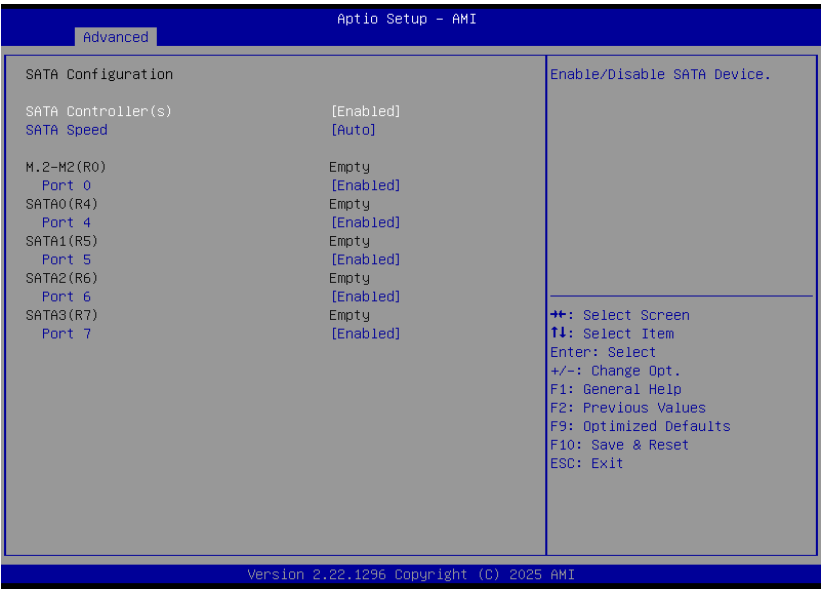 Aptio Setup – AMI
Advanced
SATA Configuration
SATA Controller(s) [Enabled]
SATA Speed [Auto]
M.2-M2(R0) Empty
Port 0 [Enabled]
SATA0(R4) Empty
Port 4 [Enabled]
SATA1(R5) Empty
Port 5 [Enabled]
SATA2(R6) Empty
Port 6 [Enabled]
SATA3(R7) Empty
Port 7 [Enabled]
Enable/Disable SATA Device.
→←: Select Screen
↑↓: Select Item
Enter: Select
+/-: Change Opt.
F1: General Help
F2: Previous Values
F9: Optimized Defaults
F10: Save & Reset
ESC: Exit
Version 2.22.1296 Copyright (C) 2025 AMI